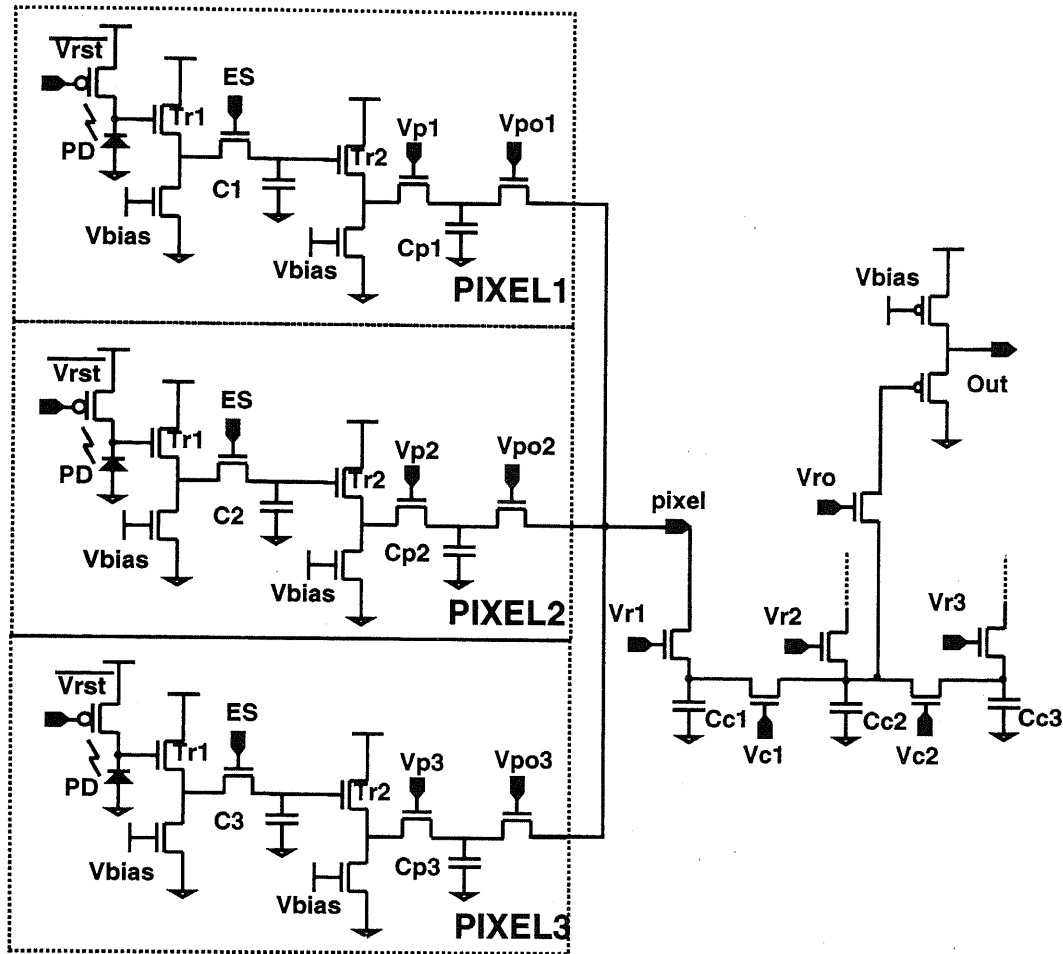 Vrst
ES
Tr1
PD
C1
Vbias
Tr2
Vp1
Vpo1
Cp1
Vbias
PIXEL1
Vrst
ES
Tr1
PD
C2
Vbias
Tr2
Vp2
Vpo2
Cp2
Vbias
PIXEL2
Vrst
ES
Tr1
PD
C3
Vbias
Tr2
Vp3
Vpo3
Cp3
Vbias
PIXEL3
Vbias
Out
Vro
pixel
Vr1
Vr2
Vr3
Cc1
Cc2
Cc3
Vc1
Vc2